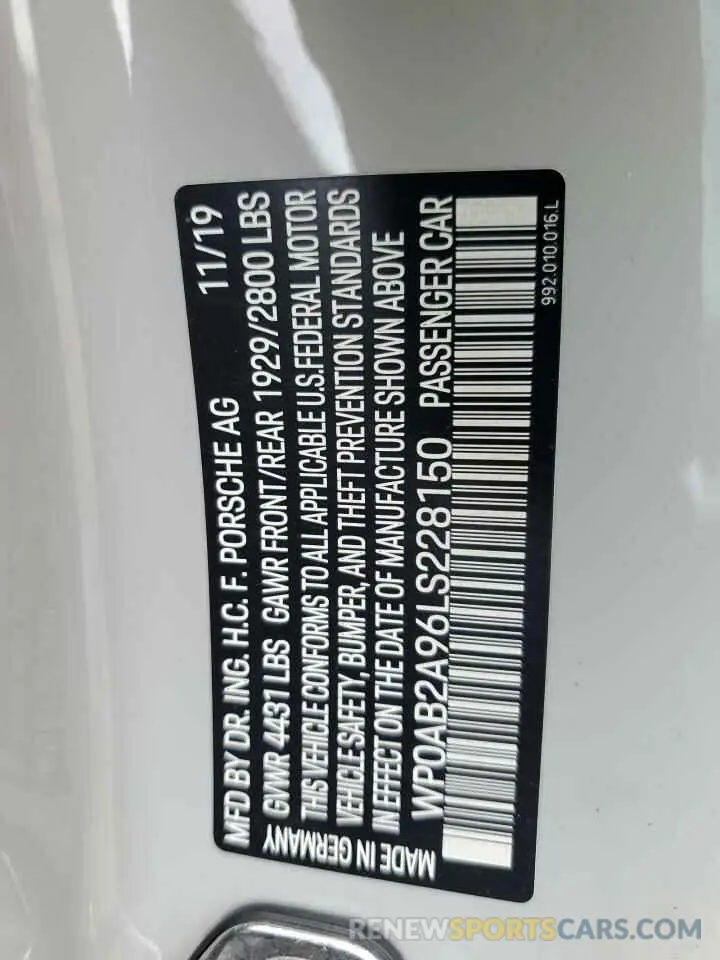 MFD BY DR. ING. H.C. F. PORSCHE AG 11/19
GVWR 4431 LBS GAWR FRONT/REAR 1929/2800 LBS
THIS VEHICLE CONFORMS TO ALL APPLICABLE U.S.FEDERAL MOTOR
VEHICLE SAFETY, BUMPER, AND THEFT PREVENTION STANDARDS
IN EFFECT ON THE DATE OF MANUFACTURE SHOWN ABOVE
WP0AB2A96LS228150 PASSENGER CAR
MADE IN GERMANY
992.010.016.L
RENEWSPORTSCARS.COM